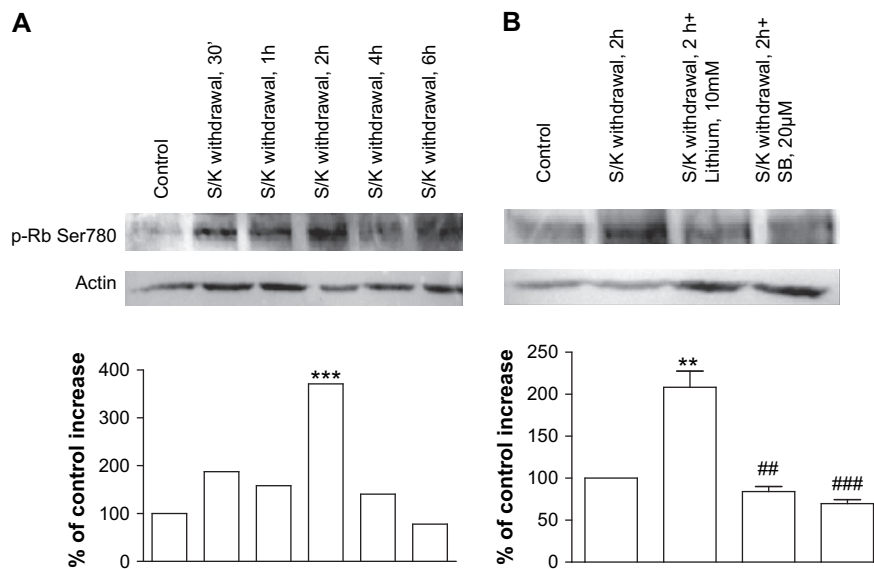 A
Control
S/K withdrawal, 30'
S/K withdrawal, 1h
S/K withdrawal, 2h
S/K withdrawal, 4h
S/K withdrawal, 6h
p-Rb Ser780
Actin
% of control increase
400
300
200
100
0
***
B
Control
S/K withdrawal, 2h
S/K withdrawal, 2 h+
Lithium, 10mM
S/K withdrawal, 2h+
SB, 20µM
% of control increase
250
200
150
100
50
0
**
##
###